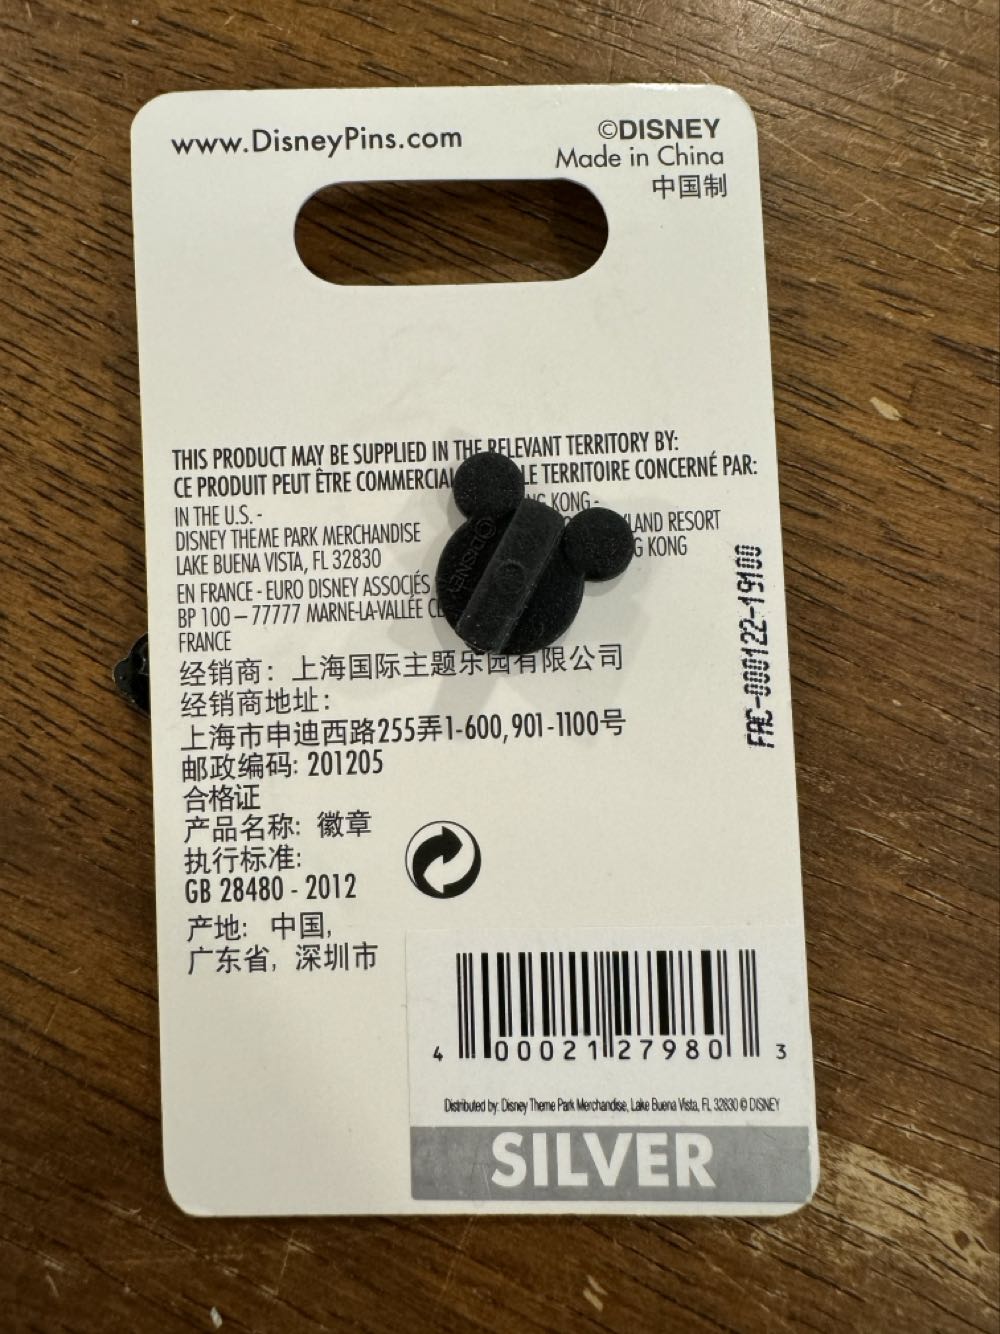 www.DisneyPins.com
©DISNEY
Made in China
中国制
THIS PRODUCT MAY BE SUPPLIED IN THE RELEVANT TERRITORY BY:
CE PRODUIT PEUT ÊTRE COMMERCIAL LE TERRITOIRE CONCERNÉ PAR:
IN THE U.S. -
DISNEY THEME PARK MERCHANDISE
LAKE BUENA VISTA, FL 32830
KONG -
RESORT
KONG
EN FRANCE - EURO DISNEY ASSOCIÉS
BP 100 – 77777 MARNE-LA-VALLÉE
FRANCE
©DISNEY
经销商: 上海国际主题乐园有限公司
经销商地址:
上海市申迪西路255弄1-600,901-1100号
邮政编码: 201205
合格证
产品名称: 徽章
执行标准:
GB 28480 - 2012
产地: 中国,
广东省, 深圳市
FAC-000122-19100
4 00021 27980 3
Distributed by: Disney Theme Park Merchandise, Lake Buena Vista, FL 32830 © DISNEY
SILVER